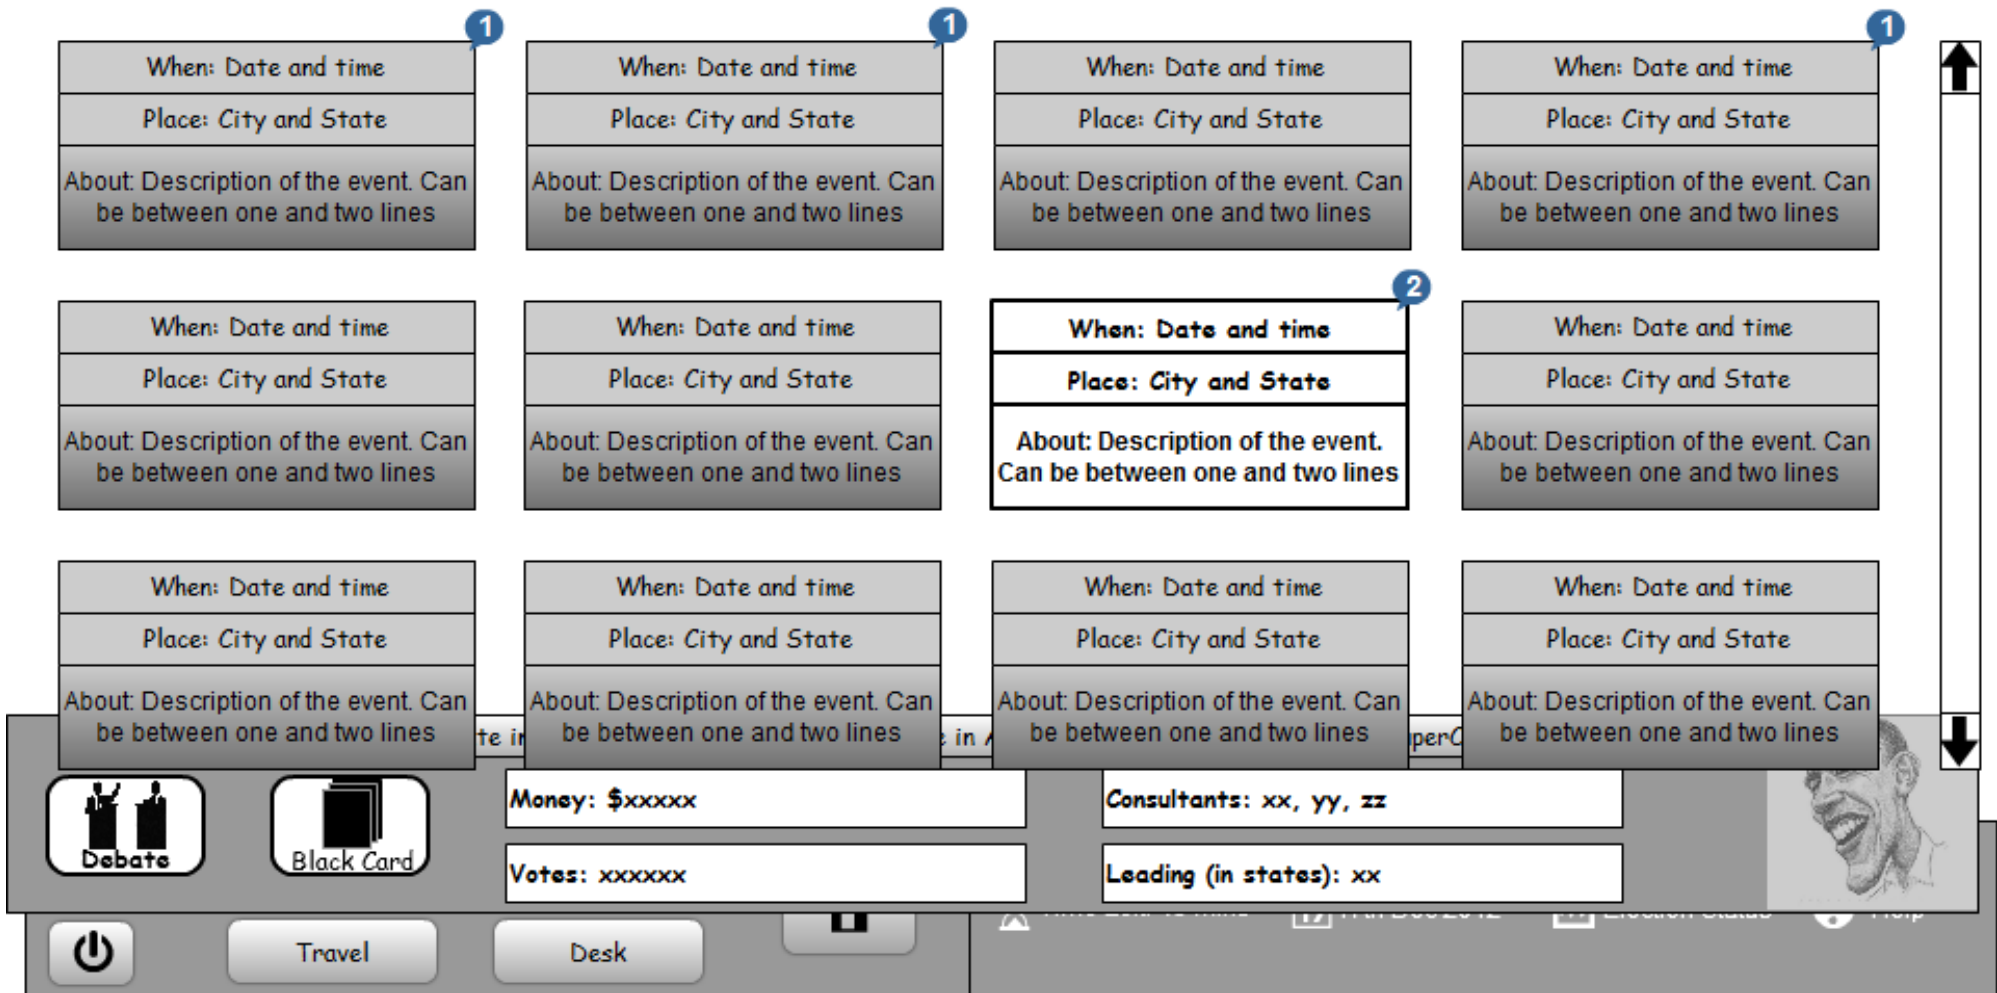 1 1 1
When: Date and time When: Date and time When: Date and time When: Date and time
Place: City and State Place: City and State Place: City and State Place: City and State
About: Description of the event. Can About: Description of the event. Can About: Description of the event. Can About: Description of the event. Can
be between one and two lines be between one and two lines be between one and two lines be between one and two lines
2
When: Date and time When: Date and time When: Date and time When: Date and time
Place: City and State Place: City and State Place: City and State Place: City and State
About: Description of the event. Can About: Description of the event. Can About: Description of the event. About: Description of the event. Can
be between one and two lines be between one and two lines Can be between one and two lines be between one and two lines
When: Date and time When: Date and time When: Date and time When: Date and time
Place: City and State Place: City and State Place: City and State Place: City and State
About: Description of the event. Can About: Description of the event. Can About: Description of the event. Can About: Description of the event. Can
be between one and two lines be between one and two lines in be between one and two lines be between one and two lines
Money: $xxxxx Consultants: xx, yy, zz
Debate Black Card
Votes: xxxxxx Leading (in states): xx
Travel Desk